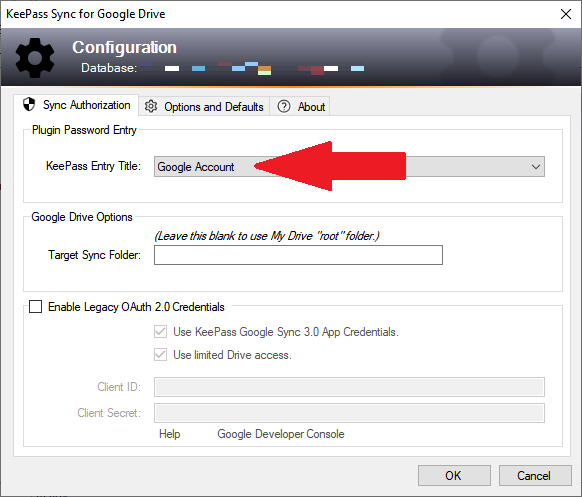 KeePass Sync for Google Drive
Configuration
Database:
Sync Authorization
Options and Defaults
About
Plugin Password Entry
KeePass Entry Title:
Google Account
Google Drive Options
(Leave this blank to use My Drive "root" folder.)
Target Sync Folder:
Enable Legacy OAuth 2.0 Credentials
Use KeePass Google Sync 3.0 App Credentials.
Use limited Drive access.
Client ID:
Client Secret:
Help Google Developer Console
OK Cancel